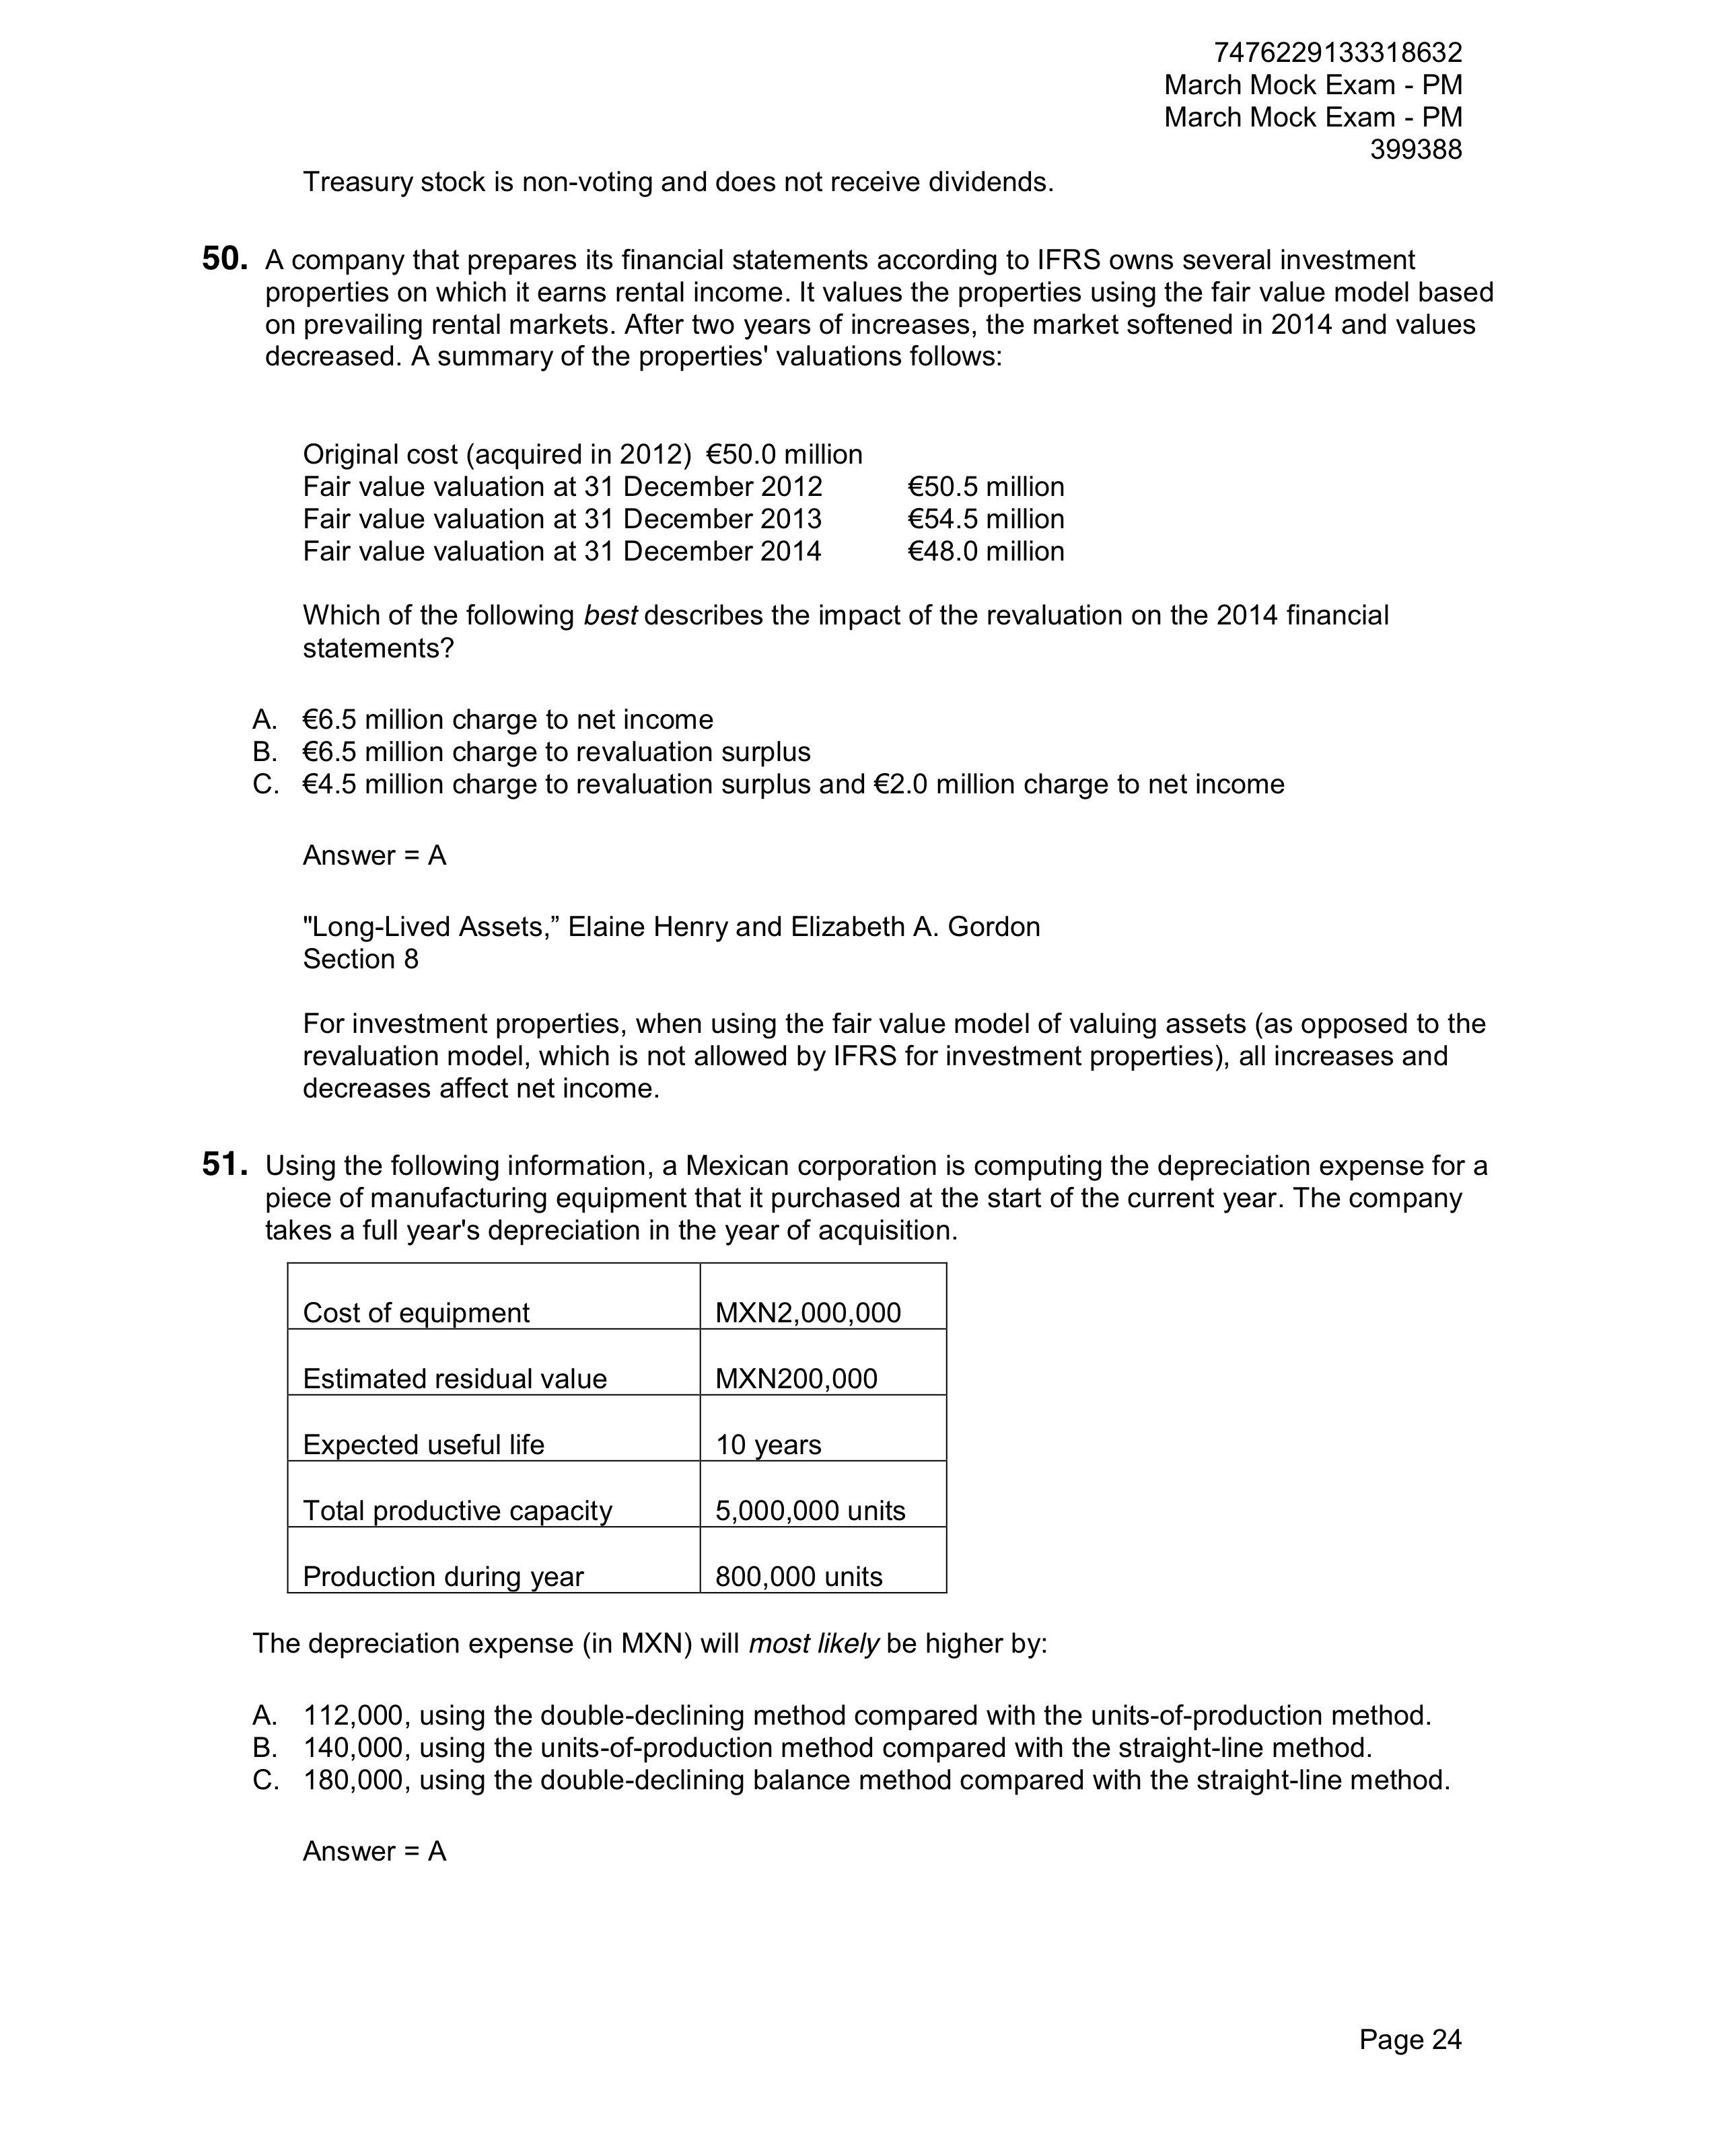 7476229133318632
March Mock Exam - PM
March Mock Exam - PM
399388
Treasury stock is non-voting and does not receive dividends.
50. A company that prepares its financial statements according to IFRS owns several investment
properties on which it earns rental income. It values the properties using the fair value model based
on prevailing rental markets. After two years of increases, the market softened in 2014 and values
decreased. A summary of the properties' valuations follows:
Original cost (acquired in 2012) €50.0 million
Fair value valuation at 31 December 2012 €50.5 million
Fair value valuation at 31 December 2013 €54.5 million
Fair value valuation at 31 December 2014 €48.0 million
Which of the following best describes the impact of the revaluation on the 2014 financial
statements?
A. €6.5 million charge to net income
B. €6.5 million charge to revaluation surplus
C. €4.5 million charge to revaluation surplus and €2.0 million charge to net income
Answer = A
"Long-Lived Assets,” Elaine Henry and Elizabeth A. Gordon
Section 8
For investment properties, when using the fair value model of valuing assets (as opposed to the
revaluation model, which is not allowed by IFRS for investment properties), all increases and
decreases affect net income.
51. Using the following information, a Mexican corporation is computing the depreciation expense for a
piece of manufacturing equipment that it purchased at the start of the current year. The company
takes a full year's depreciation in the year of acquisition.
Cost of equipment MXN2,000,000
Estimated residual value MXN200,000
Expected useful life 10 years
Total productive capacity 5,000,000 units
Production during year 800,000 units
The depreciation expense (in MXN) will most likely be higher by:
A. 112,000, using the double-declining method compared with the units-of-production method.
B. 140,000, using the units-of-production method compared with the straight-line method.
C. 180,000, using the double-declining balance method compared with the straight-line method.
Answer = A
Page 24